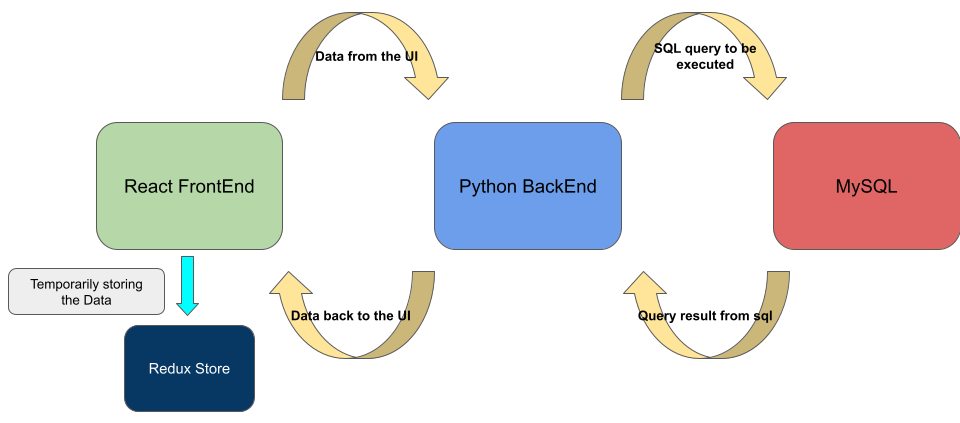 Data from the UI
SQL query to be
executed
React FrontEnd
Python BackEnd
MySQL
Temporarily storing
the Data
Data back to the UI
Query result from sql
Redux Store